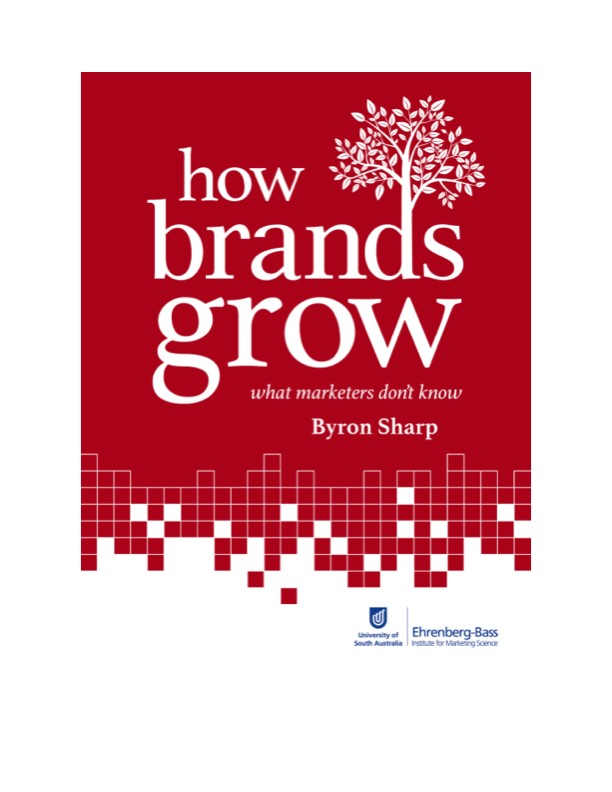 how
brands
grow
what marketers don't know
Byron Sharp
University of
South Australia
Ehrenberg-Bass
Institute for Marketing Science